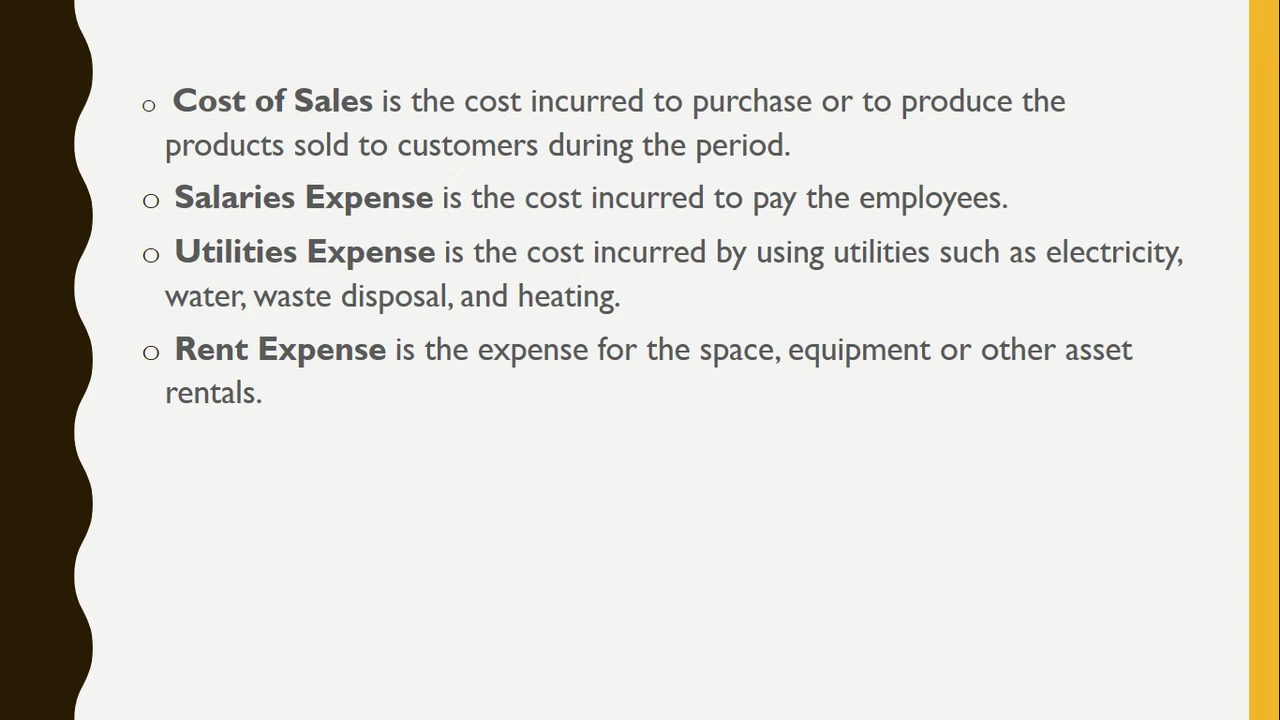 o Cost of Sales is the cost incurred to purchase or to produce the
products sold to customers during the period.
o Salaries Expense is the cost incurred to pay the employees.
o Utilities Expense is the cost incurred by using utilities such as electricity,
water, waste disposal, and heating.
o Rent Expense is the expense for the space, equipment or other asset
rentals.